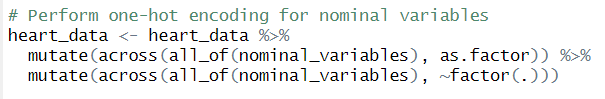 # Perform one-hot encoding for nominal variables
heart_data <- heart_data %>%
  mutate(across(all_of(nominal_variables), as.factor)) %>%
  mutate(across(all_of(nominal_variables), ~factor(.)))